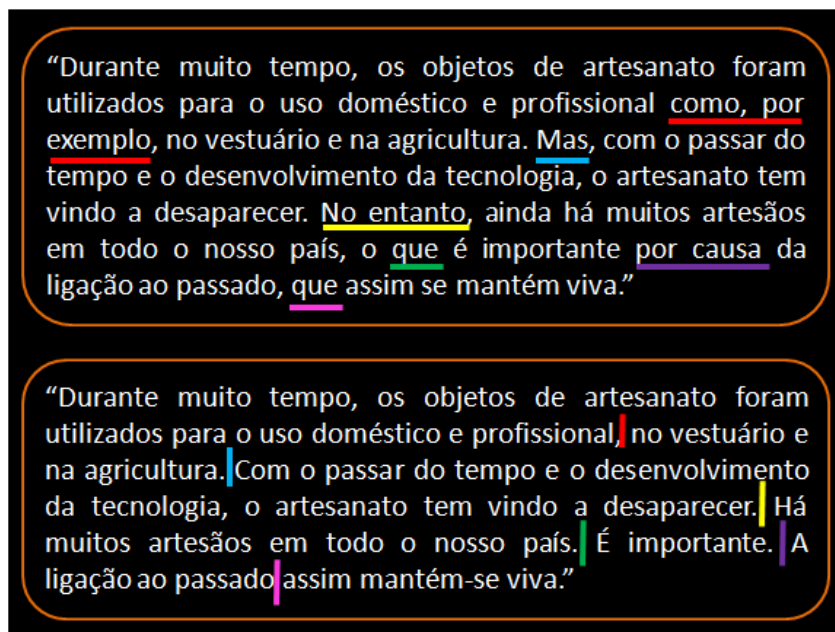 “Durante muito tempo, os objetos de artesanato foram
utilizados para o uso doméstico e profissional como, por
exemplo, no vestuário e na agricultura. Mas, com o passar do
tempo e o desenvolvimento da tecnologia, o artesanato tem
vindo a desaparecer. No entanto, ainda há muitos artesãos
em todo o nosso país, o que é importante por causa da
ligação ao passado, que assim se mantém viva.”
“Durante muito tempo, os objetos de artesanato foram
utilizados para o uso doméstico e profissional, no vestuário e
na agricultura. Com o passar do tempo e o desenvolvimento
da tecnologia, o artesanato tem vindo a desaparecer. Há
muitos artesãos em todo o nosso país. É importante. A
ligação ao passado assim mantém-se viva.”